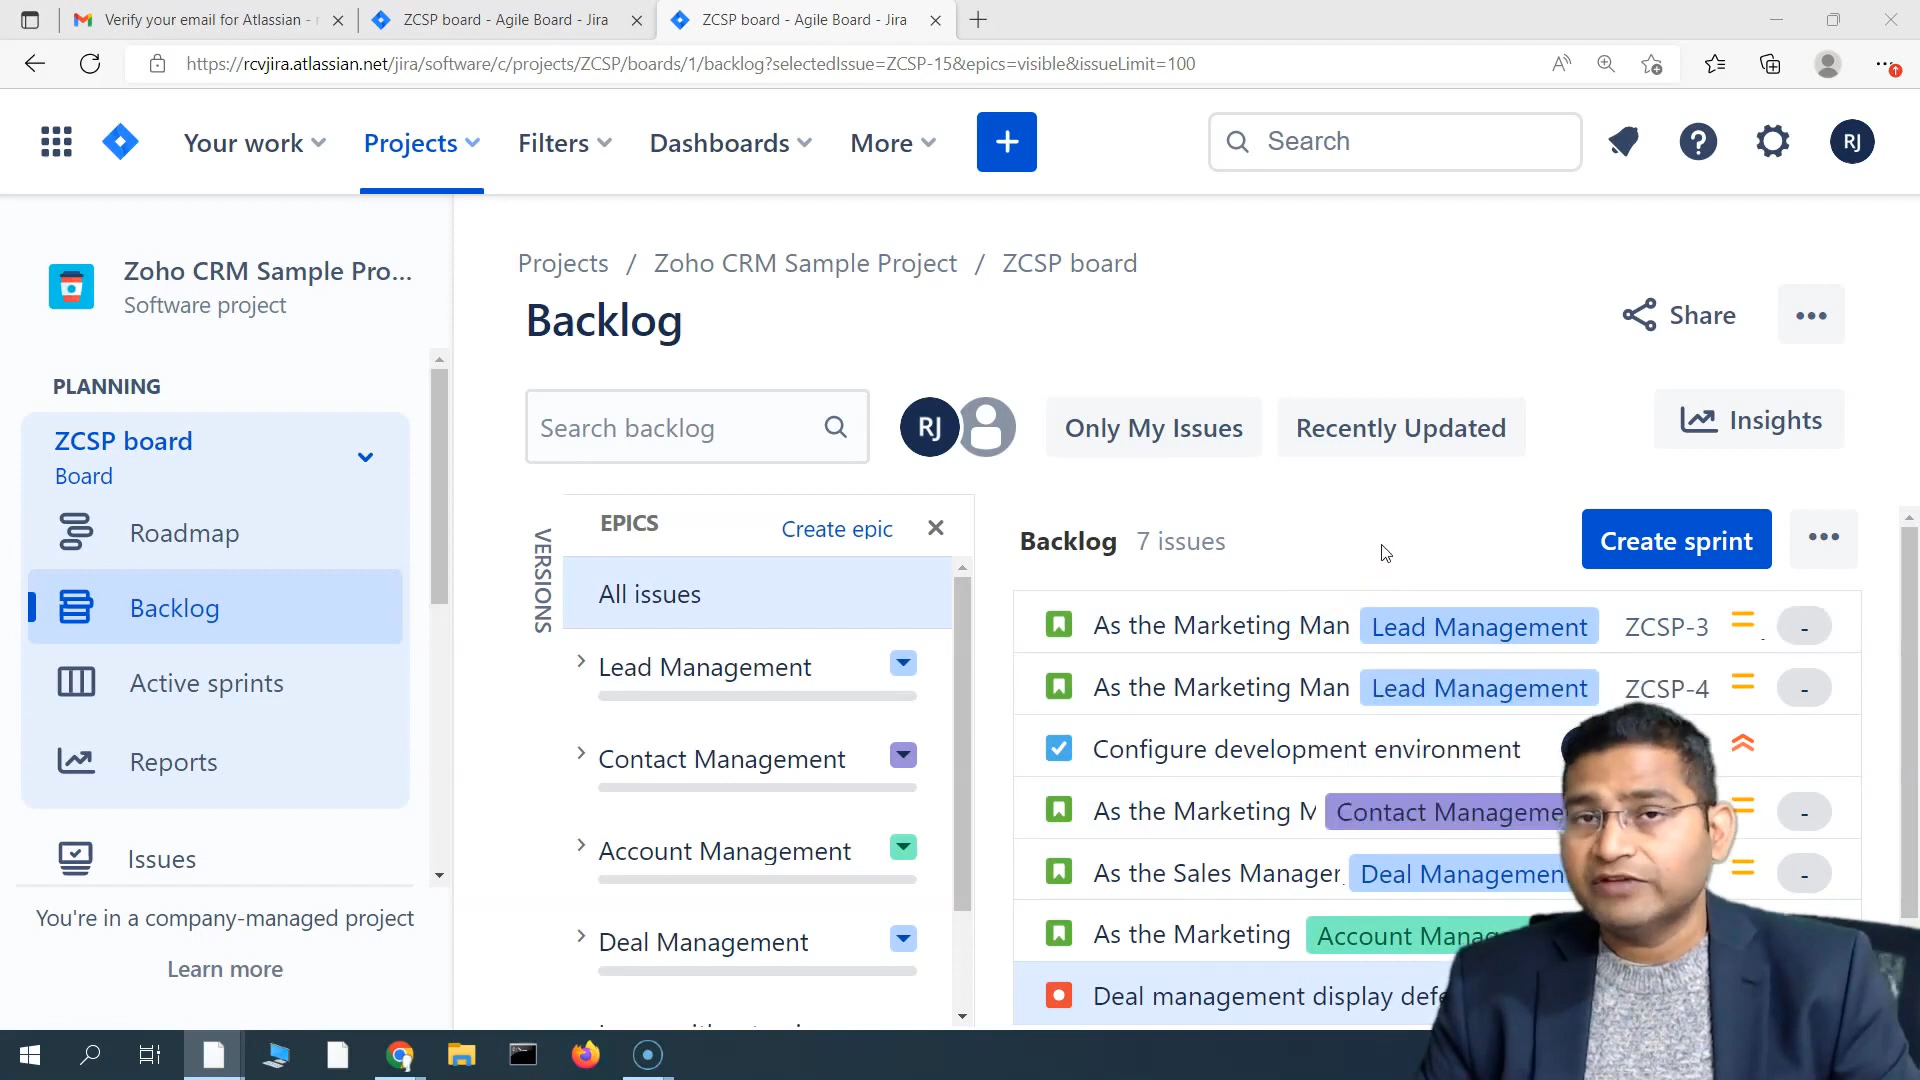 Verify your email for Atlassian -
ZCSP board - Agile Board - Jira
ZCSP board - Agile Board - Jira
https://rcvjira.atlassian.net/jira/software/c/projects/ZCSP/boards/1/backlog?selectedIssue=ZCSP-15&epics=visible&issueLimit=100
Your work
Projects
Filters
Dashboards
More
Search
RJ
Zoho CRM Sample Pro...
Software project
PLANNING
ZCSP board
Board
Roadmap
Backlog
Active sprints
Reports
Issues
You're in a company-managed project
Learn more
Projects / Zoho CRM Sample Project / ZCSP board
Backlog
Share
Search backlog
RJ
Only My Issues
Recently Updated
Insights
VERSIONS
EPICS
Create epic
All issues
Lead Management
Contact Management
Account Management
Deal Management
Backlog 7 issues
Create sprint
As the Marketing Man Lead Management ZCSP-3 -
As the Marketing Man Lead Management ZCSP-4 -
Configure development environment
As the Marketing M Contact Manageme -
As the Sales Manager, Deal Managemen -
As the Marketing Account Manag
Deal management display defe